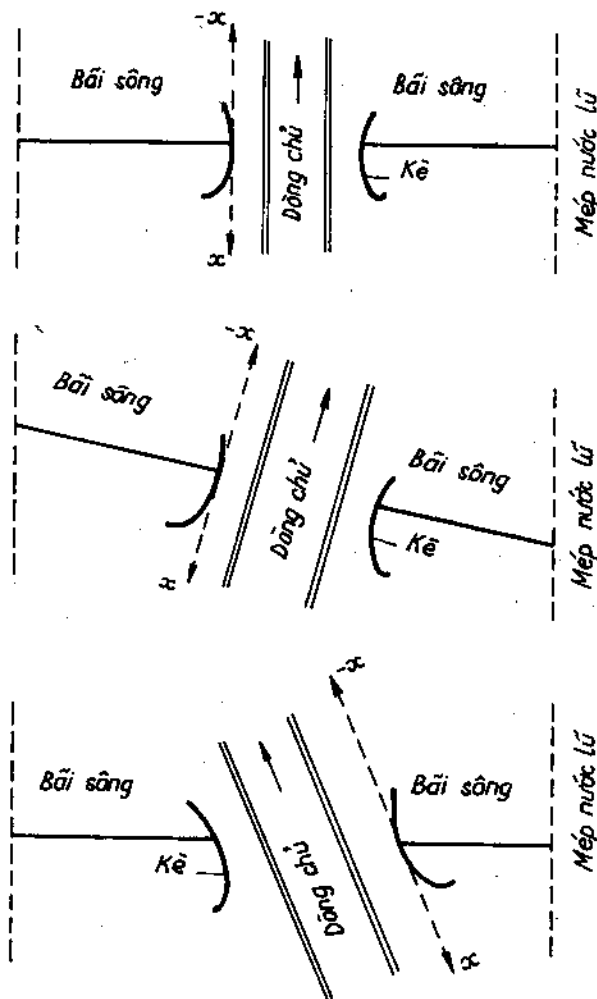 -x
Bãi sông
Bãi sông
Dòng chủ
Kè
Mép nước lũ
x
-x
Bãi sông
Bãi sông
Dòng chủ
Kè
Mép nước lũ
x
-x
Bãi sông
Bãi sông
Kè
Dòng chủ
Mép nước lũ
x